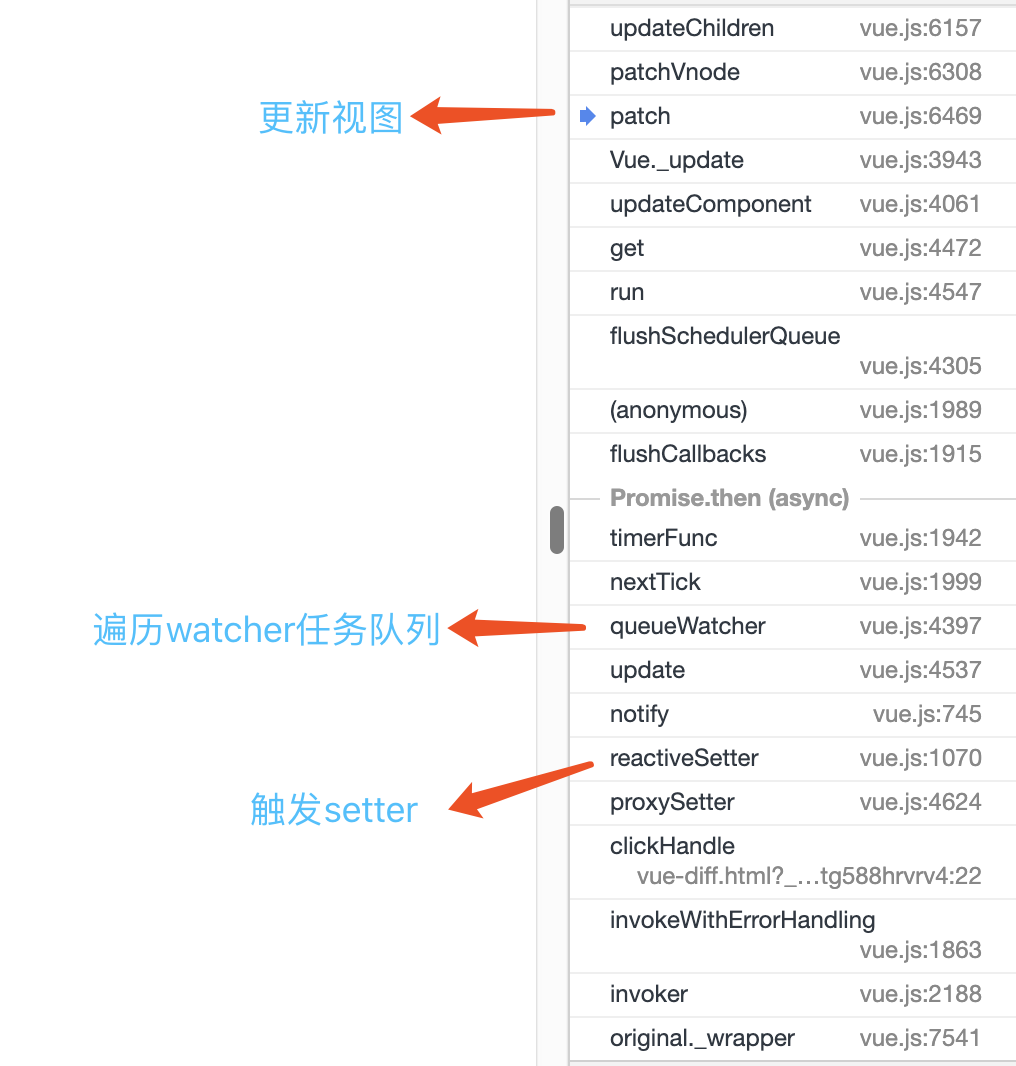 updateChildren vue.js:6157
patchVnode vue.js:6308
更新视图
patch vue.js:6469
Vue._update vue.js:3943
updateComponent vue.js:4061
get vue.js:4472
run vue.js:4547
flushSchedulerQueue
vue.js:4305
(anonymous) vue.js:1989
flushCallbacks vue.js:1915
Promise.then (async)
timerFunc vue.js:1942
nextTick vue.js:1999
遍历watcher任务队列
queueWatcher vue.js:4397
update vue.js:4537
notify vue.js:745
reactiveSetter vue.js:1070
触发setter
proxySetter vue.js:4624
clickHandle
vue-diff.html?_…tg588hrvrv4:22
invokeWithErrorHandling
vue.js:1863
invoker vue.js:2188
original._wrapper vue.js:7541